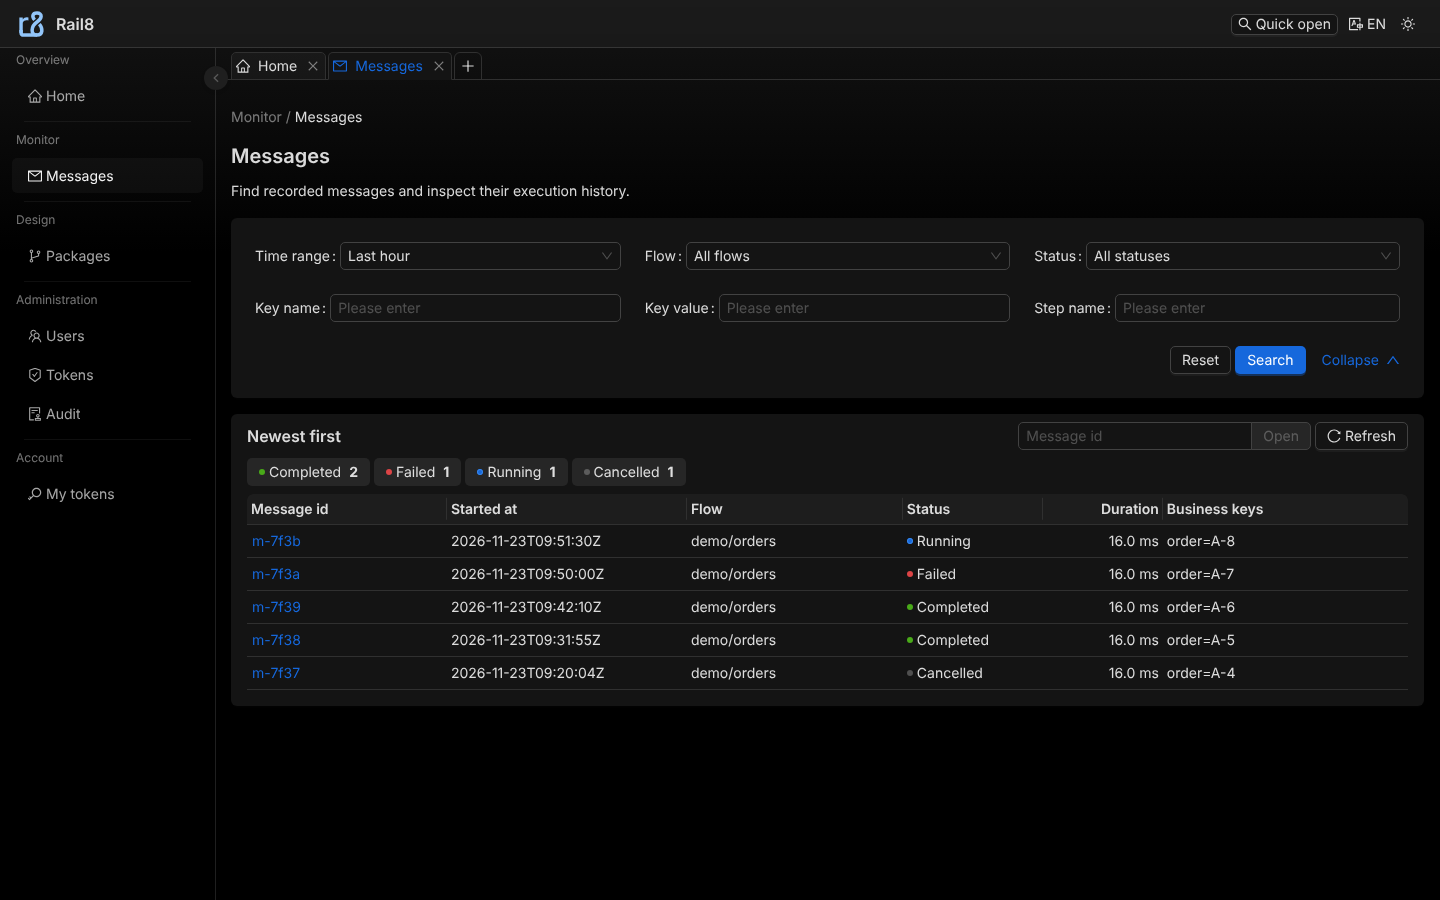 Rail8
Quick open
EN
Overview
Home
Monitor
Messages
Design
Packages
Administration
Users
Tokens
Audit
Account
My tokens
Home
Messages
Monitor / Messages
Messages
Find recorded messages and inspect their execution history.
Time range: Last hour
Flow: All flows
Status: All statuses
Key name: Please enter
Key value: Please enter
Step name: Please enter
Reset Search Collapse
Newest first
Message id Open Refresh
Completed 2 Failed 1 Running 1 Cancelled 1
Message id Started at Flow Status Duration Business keys
m-7f3b 2026-11-23T09:51:30Z demo/orders Running 16.0 ms order=A-8
m-7f3a 2026-11-23T09:50:00Z demo/orders Failed 16.0 ms order=A-7
m-7f39 2026-11-23T09:42:10Z demo/orders Completed 16.0 ms order=A-6
m-7f38 2026-11-23T09:31:55Z demo/orders Completed 16.0 ms order=A-5
m-7f37 2026-11-23T09:20:04Z demo/orders Cancelled 16.0 ms order=A-4